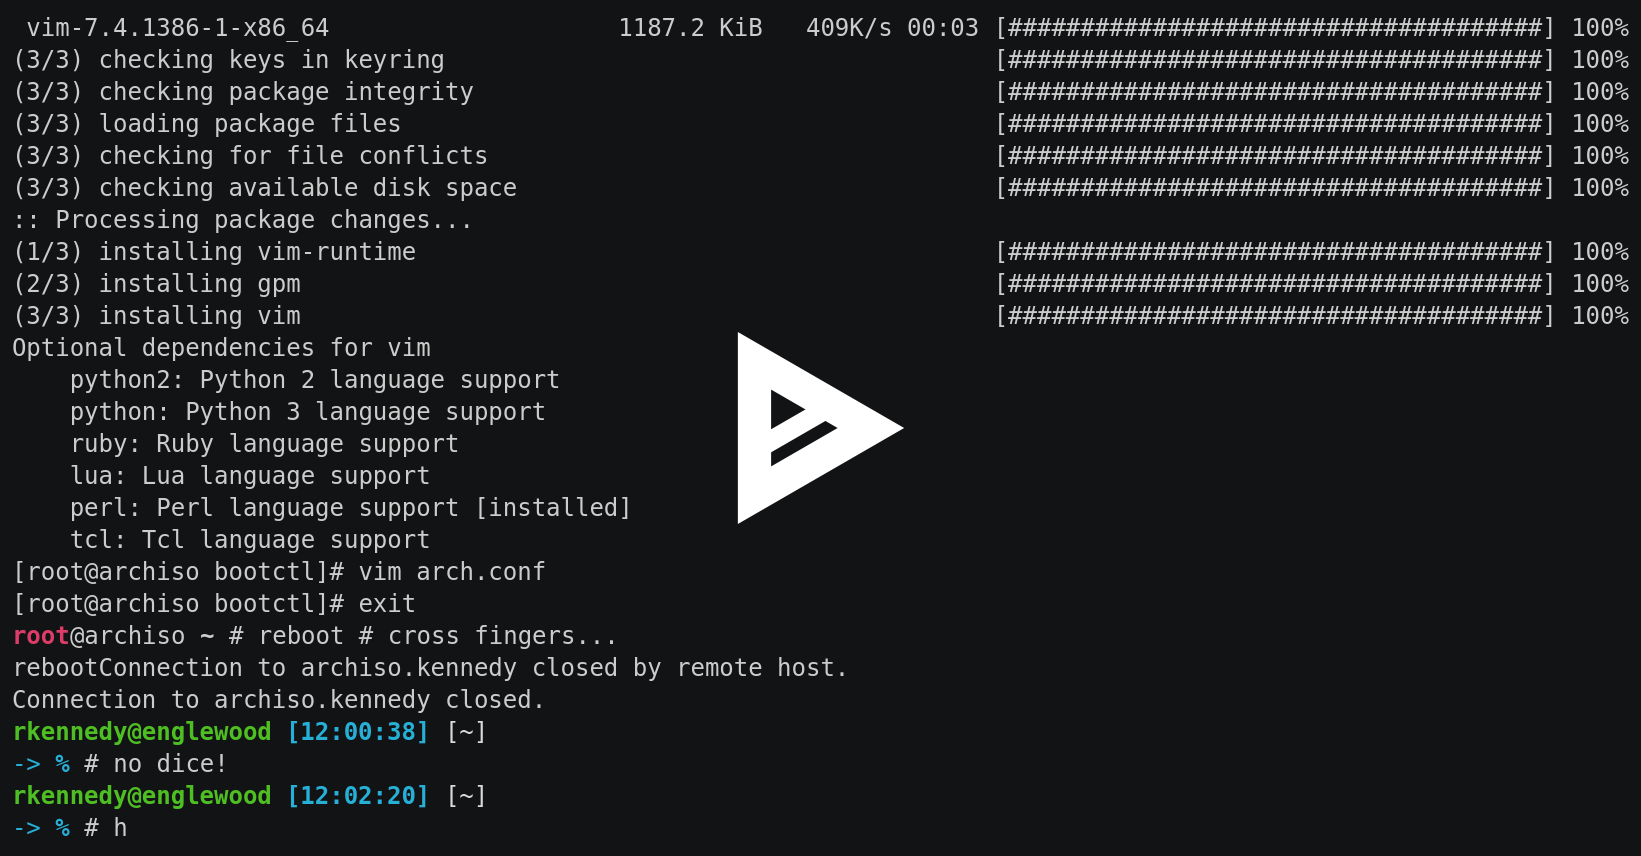 vim-7.4.1386-1-x86_64                    1187.2 KiB   409K/s 00:03 [#####################################] 100%
(3/3) checking keys in keyring                                      [#####################################] 100%
(3/3) checking package integrity                                    [#####################################] 100%
(3/3) loading package files                                         [#####################################] 100%
(3/3) checking for file conflicts                                   [#####################################] 100%
(3/3) checking available disk space                                 [#####################################] 100%
:: Processing package changes...
(1/3) installing vim-runtime                                        [#####################################] 100%
(2/3) installing gpm                                                [#####################################] 100%
(3/3) installing vim                                                [#####################################] 100%
Optional dependencies for vim
    python2: Python 2 language support
    python: Python 3 language support
    ruby: Ruby language support
    lua: Lua language support
    perl: Perl language support [installed]
    tcl: Tcl language support
[root@archiso bootctl]# vim arch.conf
[root@archiso bootctl]# exit
root@archiso ~ # reboot # cross fingers...
rebootConnection to archiso.kennedy closed by remote host.
Connection to archiso.kennedy closed.
rkennedy@englewood [12:00:38] [~]
-> % # no dice!
rkennedy@englewood [12:02:20] [~]
-> % # h